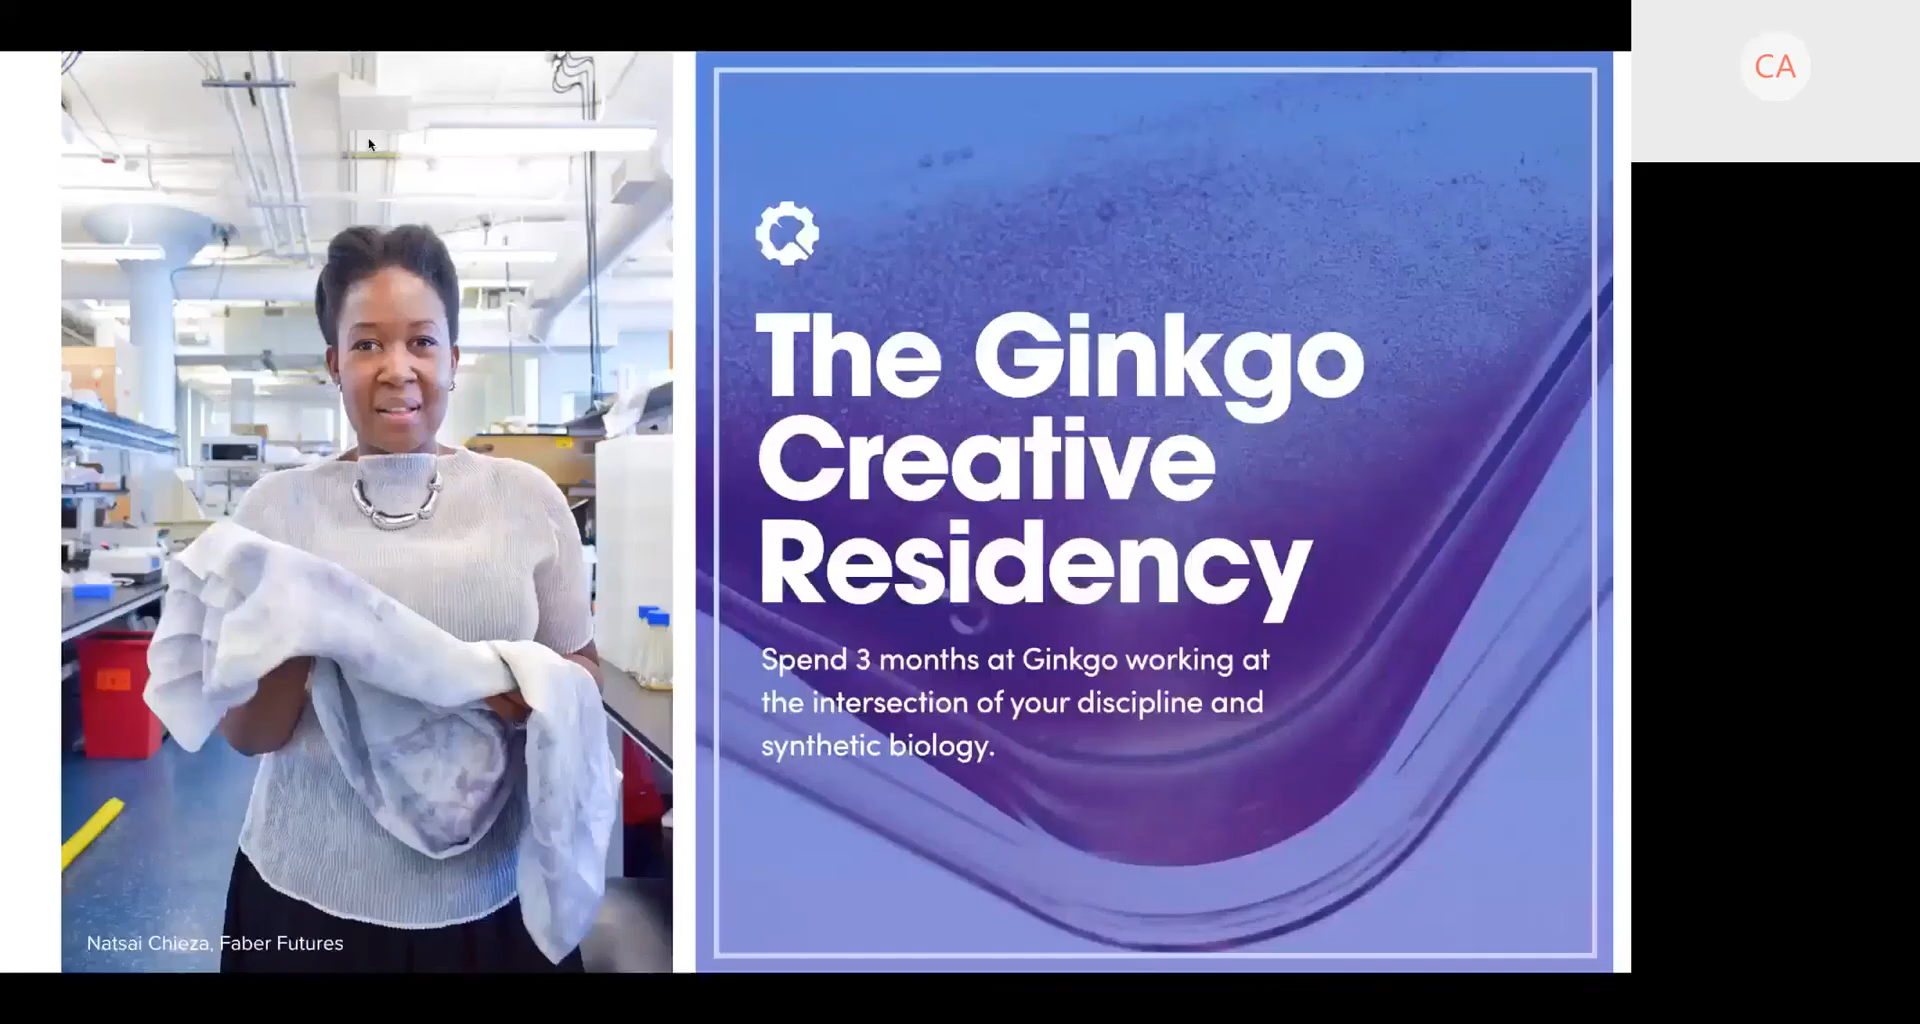 CA
The Ginkgo
Creative
Residency
Spend 3 months at Ginkgo working at
the intersection of your discipline and
synthetic biology.
Natsai Chieza, Faber Futures